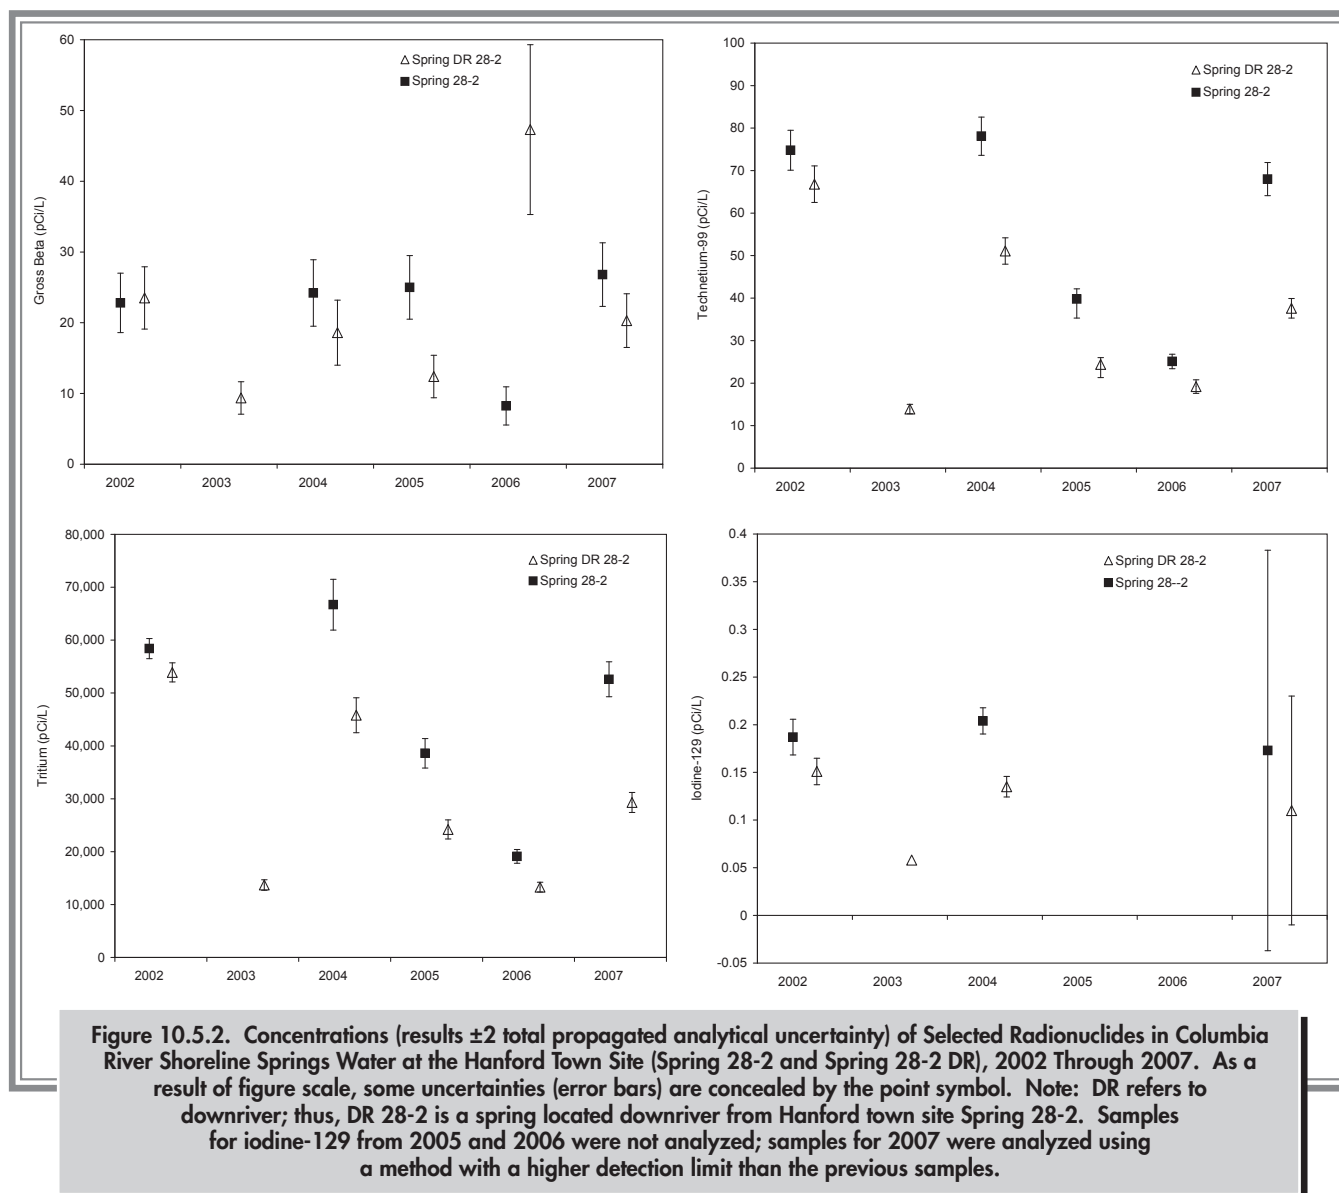 60
50
40
30
20
10
0
Gross Beta (pCi/L)
Spring DR 28-2
Spring 28-2
2002 2003 2004 2005 2006 2007
100
90
80
70
60
50
40
30
20
10
0
Technetium-99 (pCi/L)
Spring DR 28-2
Spring 28-2
2002 2003 2004 2005 2006 2007
80,000
70,000
60,000
50,000
40,000
30,000
20,000
10,000
0
Tritium (pCi/L)
Spring DR 28-2
Spring 28-2
2002 2003 2004 2005 2006 2007
0.4
0.35
0.3
0.25
0.2
0.15
0.1
0.05
0
-0.05
Iodine-129 (pCi/L)
Spring DR 28-2
Spring 28--2
2002 2003 2004 2005 2006 2007
Figure 10.5.2. Concentrations (results ±2 total propagated analytical uncertainty) of Selected Radionuclides in Columbia
River Shoreline Springs Water at the Hanford Town Site (Spring 28-2 and Spring 28-2 DR), 2002 Through 2007. As a
result of figure scale, some uncertainties (error bars) are concealed by the point symbol. Note: DR refers to
downriver; thus, DR 28-2 is a spring located downriver from Hanford town site Spring 28-2. Samples
for iodine-129 from 2005 and 2006 were not analyzed; samples for 2007 were analyzed using
a method with a higher detection limit than the previous samples.